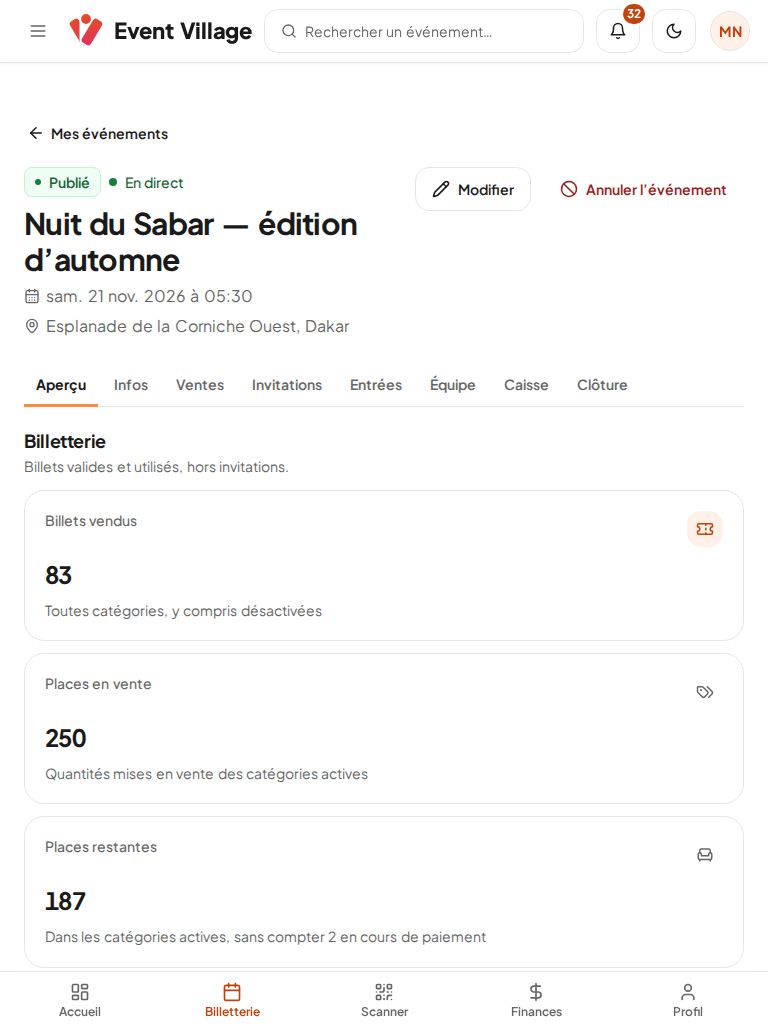 Event Village
Rechercher un événement…
32
MN
Mes événements
Publié
En direct
Modifier
Annuler l’événement
Nuit du Sabar — édition
d’automne
sam. 21 nov. 2026 à 05:30
Esplanade de la Corniche Ouest, Dakar
Aperçu
Infos
Ventes
Invitations
Entrées
Équipe
Caisse
Clôture
Billetterie
Billets valides et utilisés, hors invitations.
Billets vendus
83
Toutes catégories, y compris désactivées
Places en vente
250
Quantités mises en vente des catégories actives
Places restantes
187
Dans les catégories actives, sans compter 2 en cours de paiement
Accueil
Billetterie
Scanner
Finances
Profil